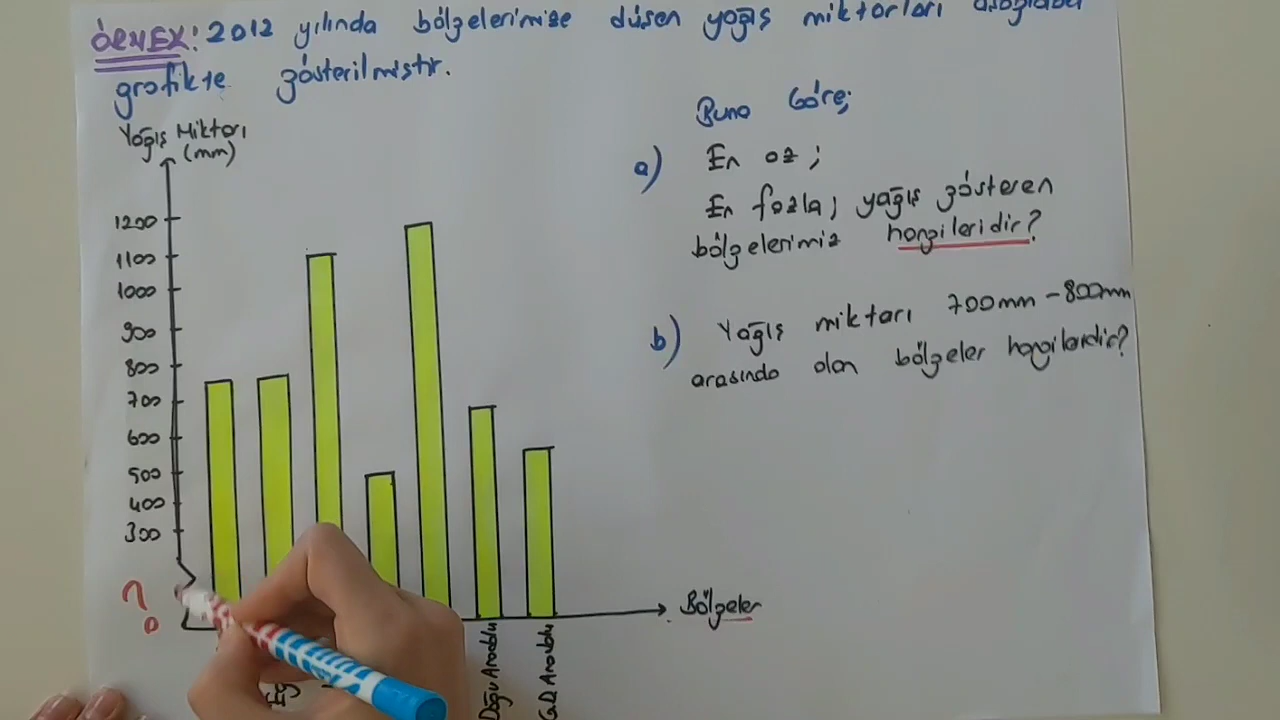 ÖRNEK: 2012 yılında bölgelerimize düşen yağış miktarları aşağıdaki
grafikte gösterilmiştir.
Yağış Miktarı
(mm)
1200
1100
1000
900
800
700
600
500
400
300
?
Eg
Doğu Anadolu
G.D Anadolu
Bölgeler
Buna Göre;
a) En az;
En fazla; yağış gösteren
bölgelerimiz hangileridir?
b) Yağış miktarı 700mm-800mm
arasında olan bölgeler hangileridir?